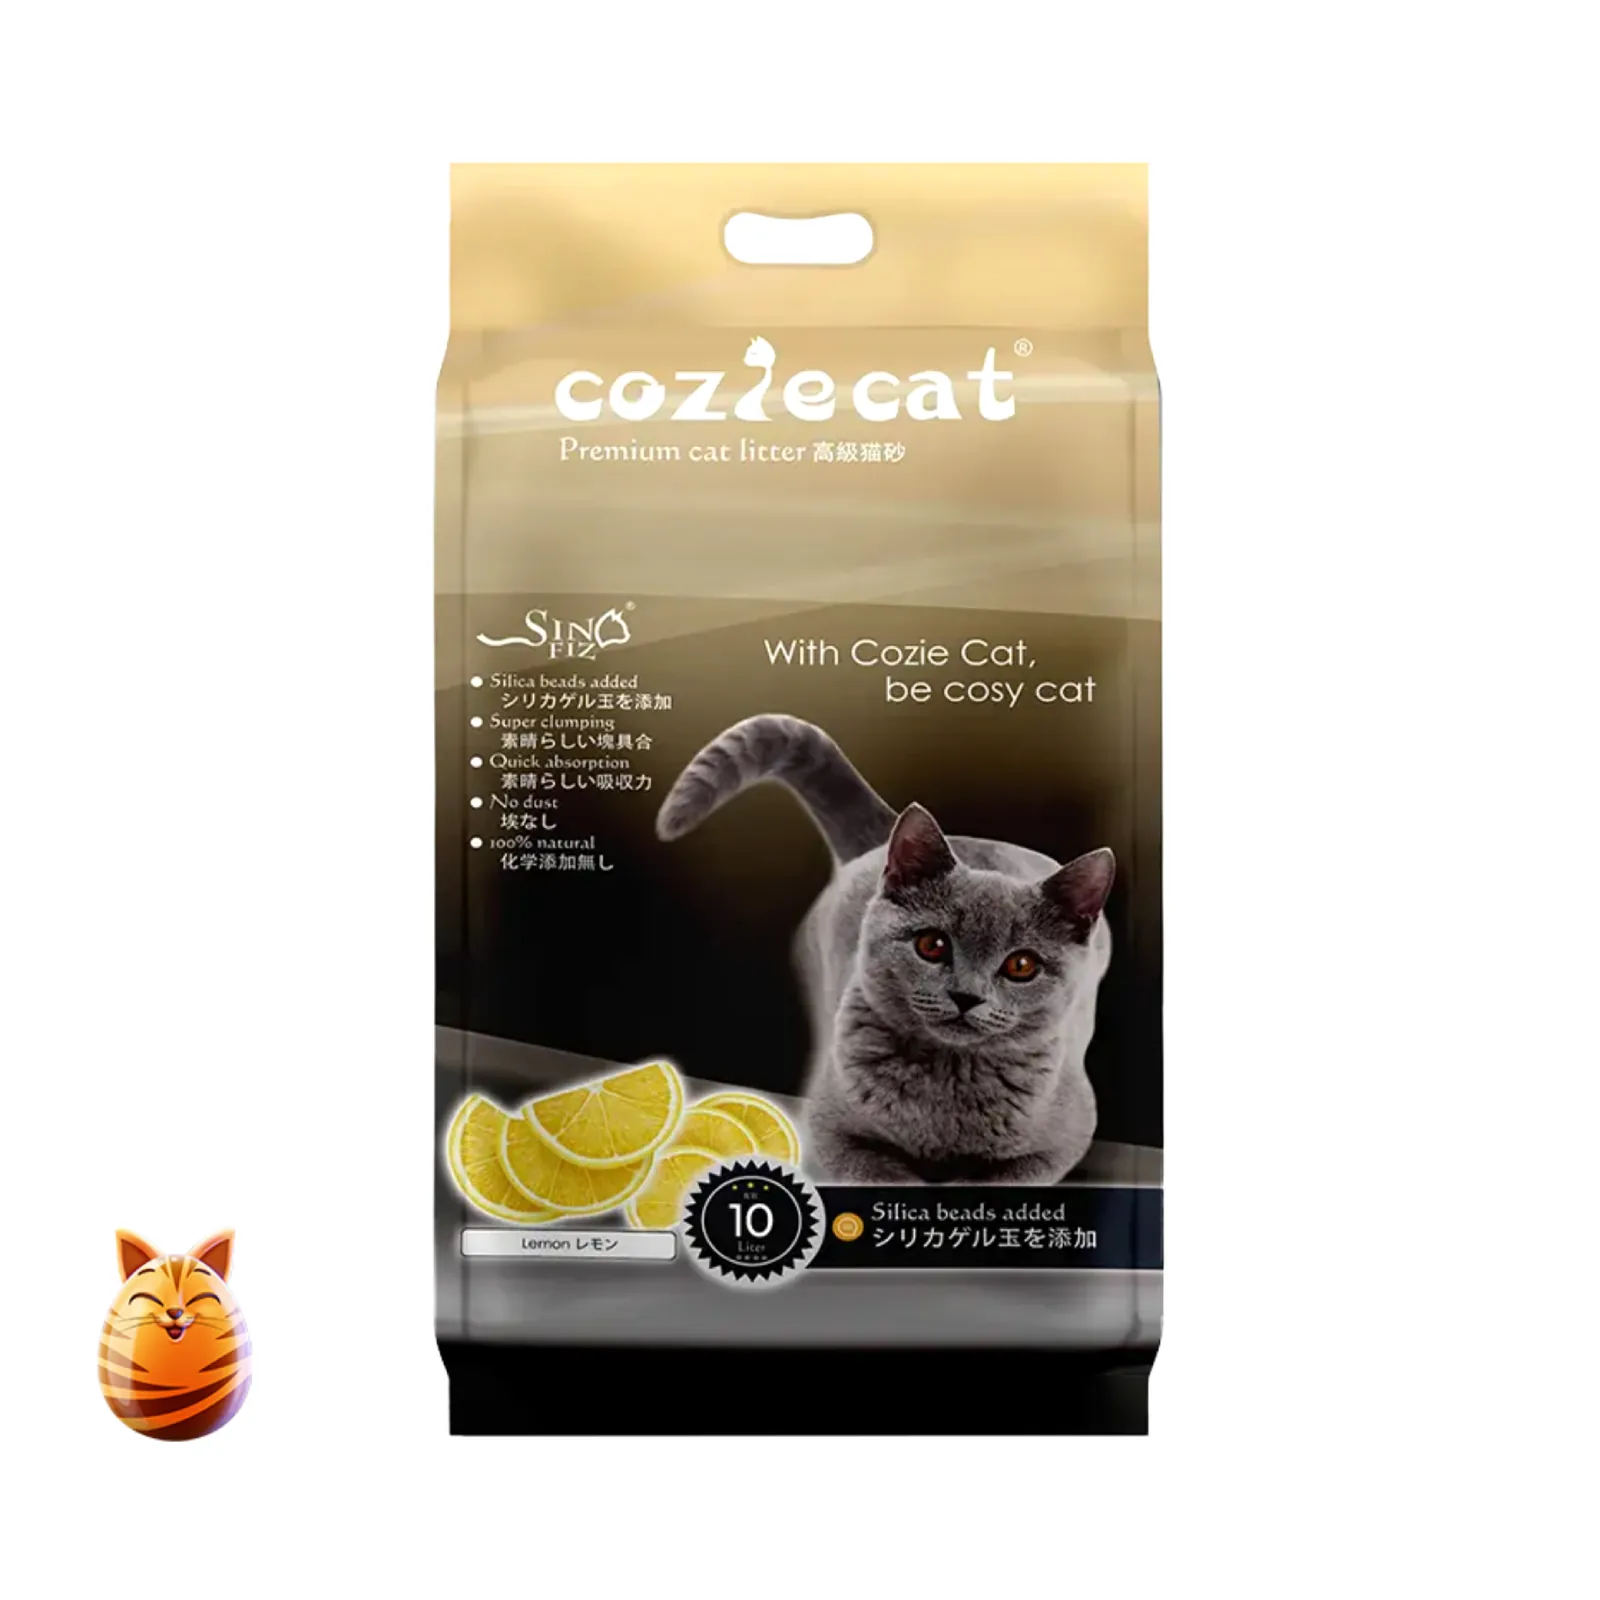 coziecat®
Premium cat litter 高級猫砂
SINO®
FIZ
With Cozie Cat,
be cosy cat
Silica beads added
シリカゲル玉を添加
Super clumping
素晴らしい塊具合
Quick absorption
素晴らしい吸収力
No dust
埃なし
100% natural
化学添加無し
10
Liter
Lemon レモン
Silica beads added
シリカゲル玉を添加